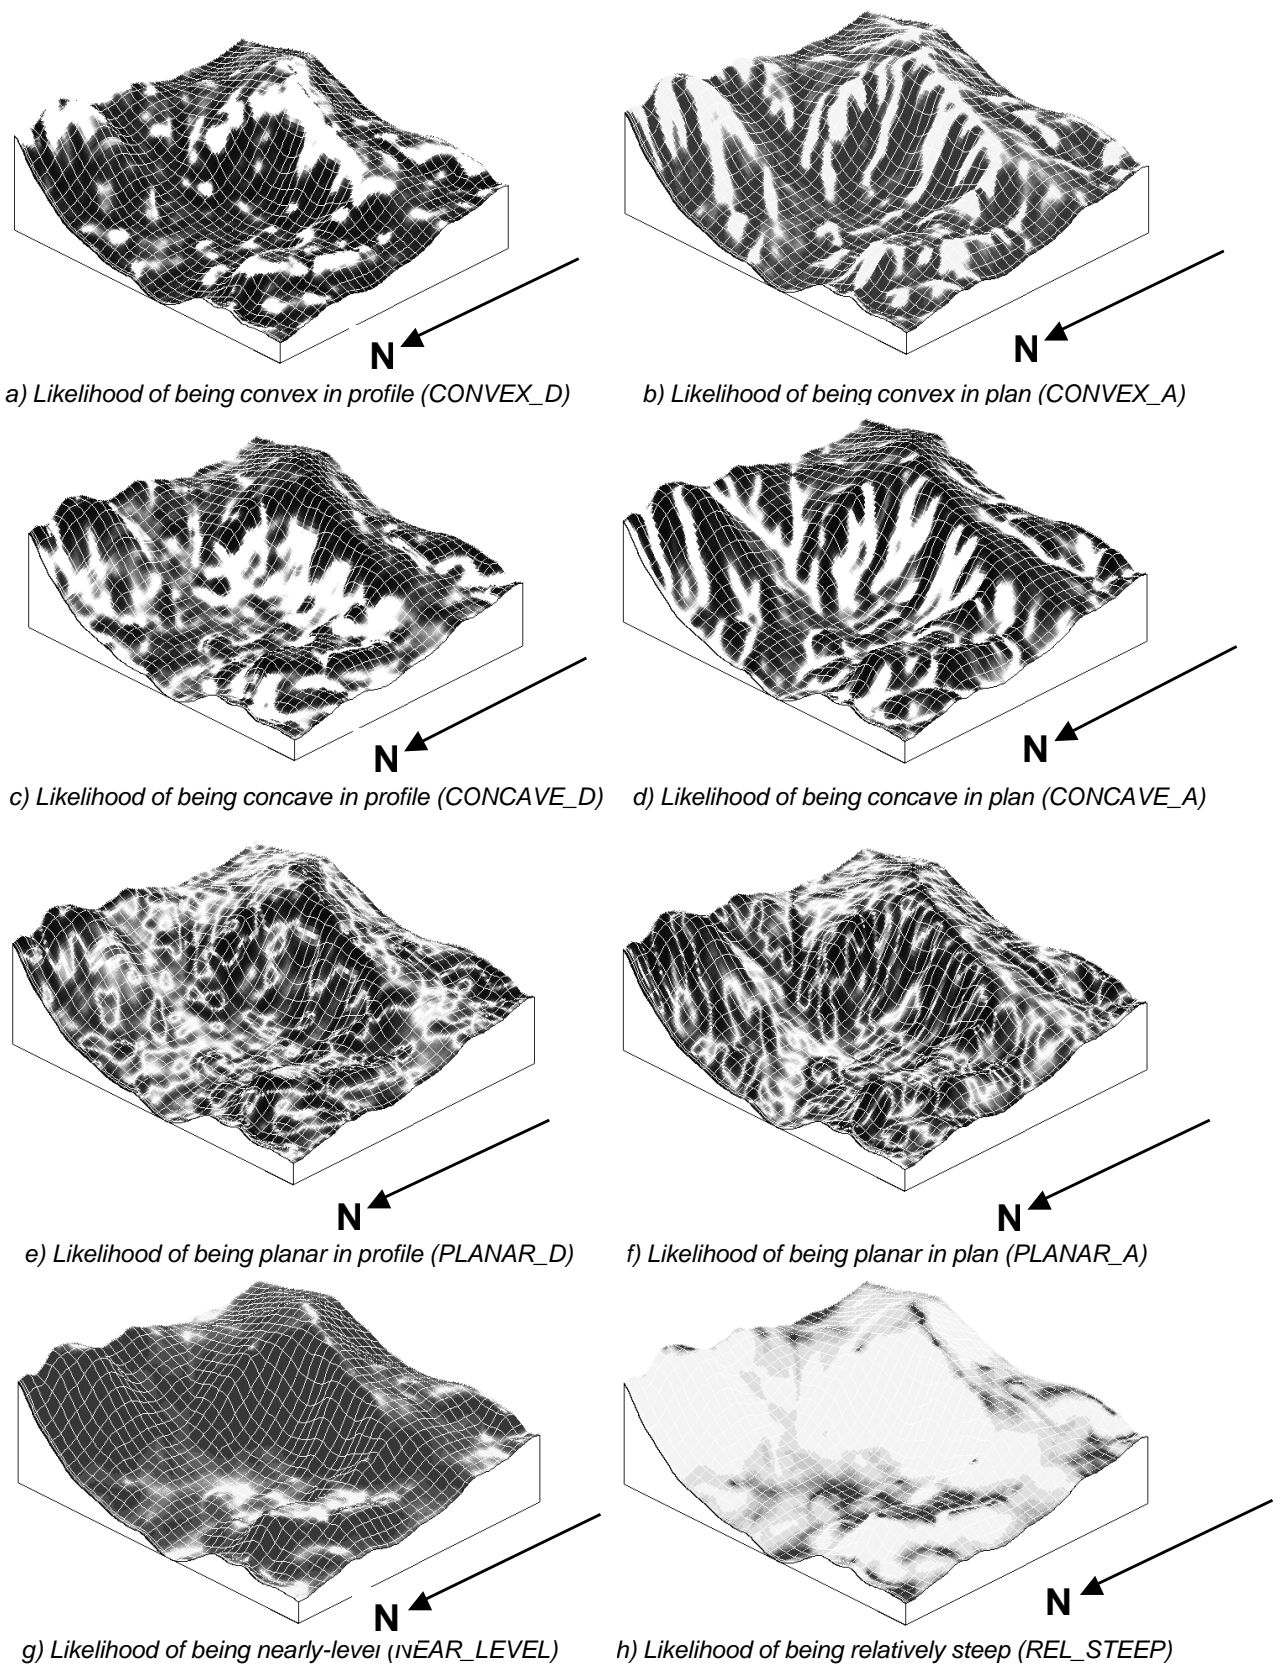 N
N
a) Likelihood of being convex in profile (CONVEX_D)
b) Likelihood of being convex in plan (CONVEX_A)
N
N
c) Likelihood of being concave in profile (CONCAVE_D)
d) Likelihood of being concave in plan (CONCAVE_A)
N
N
e) Likelihood of being planar in profile (PLANAR_D)
f) Likelihood of being planar in plan (PLANAR_A)
N
N
g) Likelihood of being nearly-level (NEAR_LEVEL)
h) Likelihood of being relatively steep (REL_STEEP)